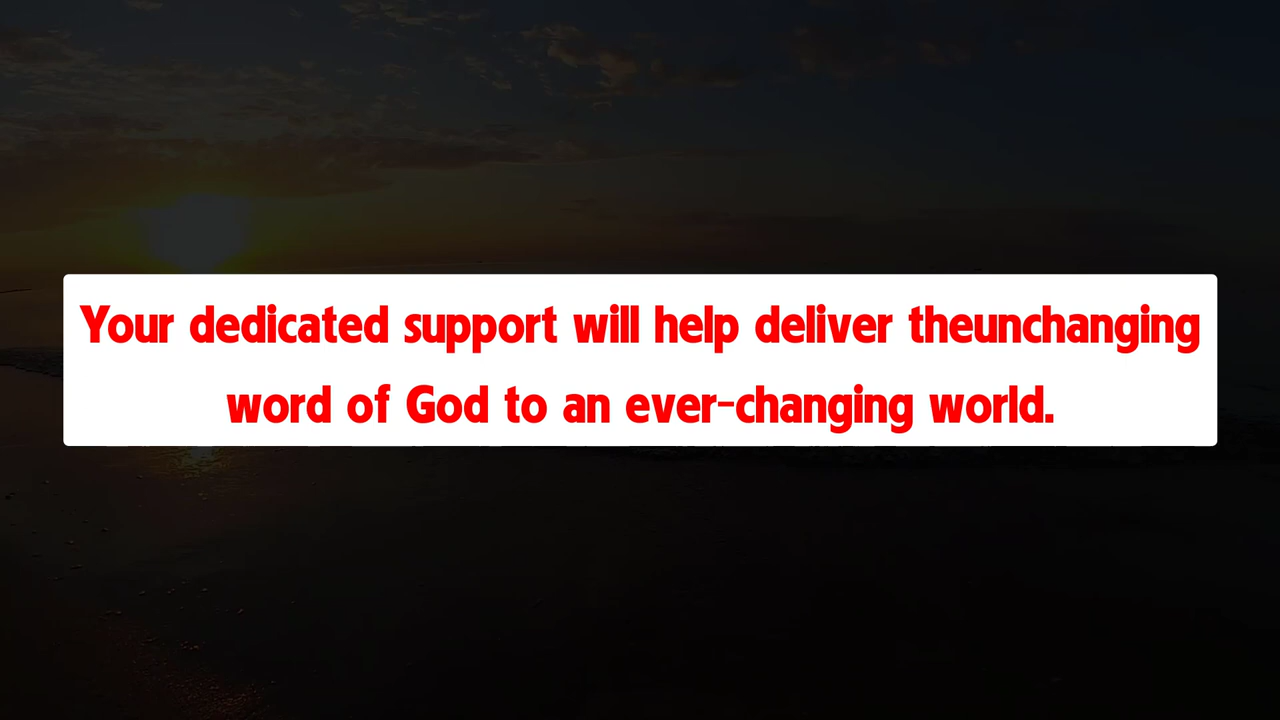 Your dedicated support will help deliver theunchanging
word of God to an ever-changing world.